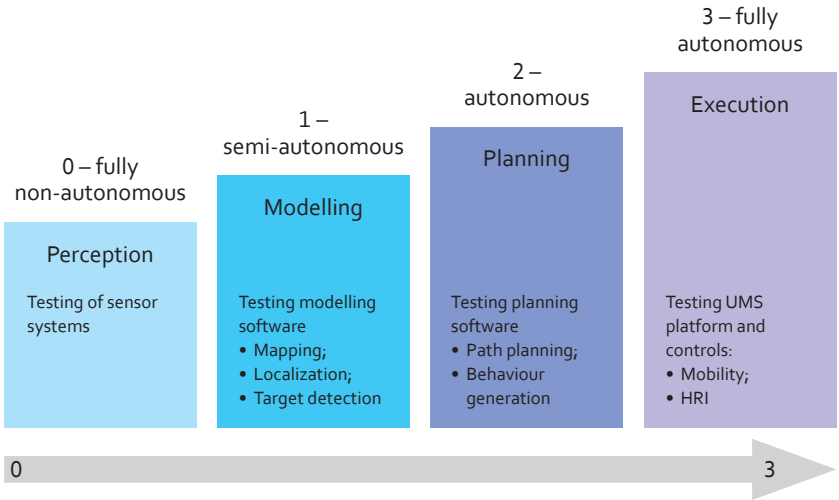 0 – fully
non-autonomous
Perception
Testing of sensor
systems
1 –
semi-autonomous
Modelling
Testing modelling
software
• Mapping;
• Localization;
• Target detection
2 –
autonomous
Planning
Testing planning
software
• Path planning;
• Behaviour
generation
3 – fully
autonomous
Execution
Testing UMS
platform and
controls:
• Mobility;
• HRI
0
3